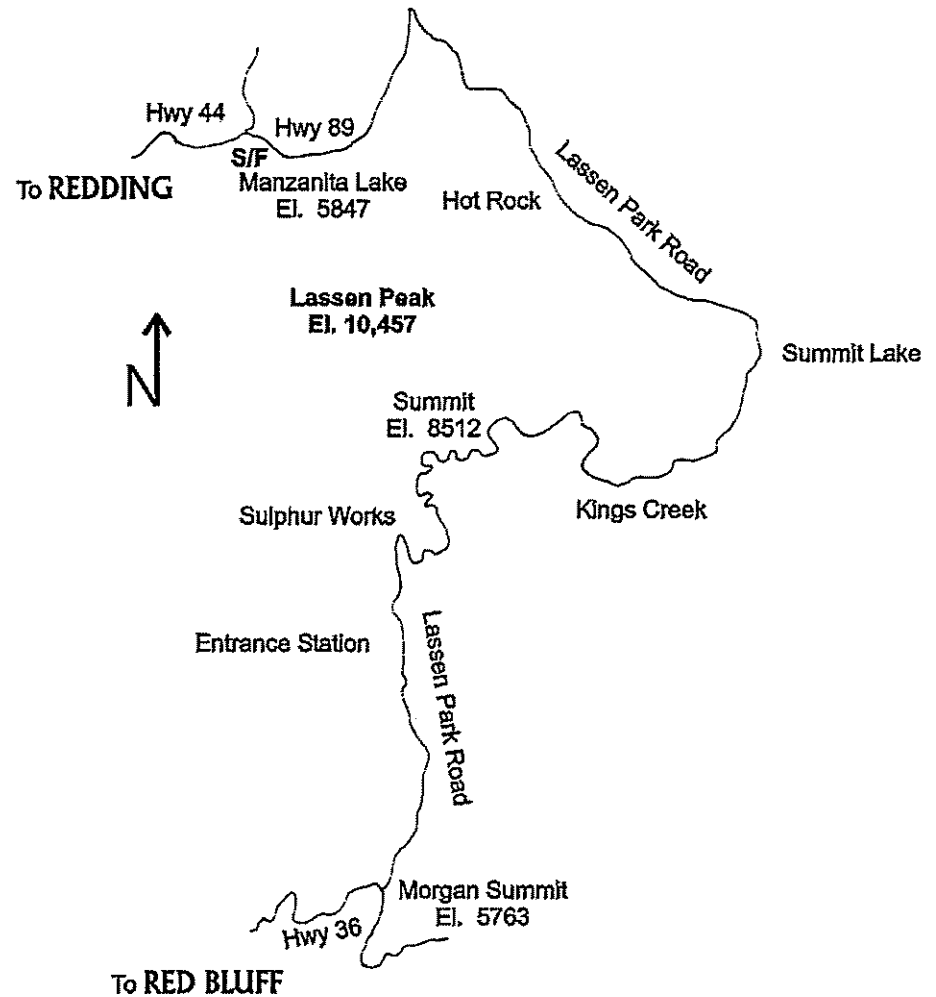 Hwy 44
Hwy 89
S/F
To REDDING
Manzanita Lake
El. 5847
Hot Rock
Lassen Park Road
Lassen Peak
El. 10,457
N
Summit Lake
Summit
El. 8512
Sulphur Works
Kings Creek
Entrance Station
Lassen Park Road
Morgan Summit
El. 5763
Hwy 36
To RED BLUFF